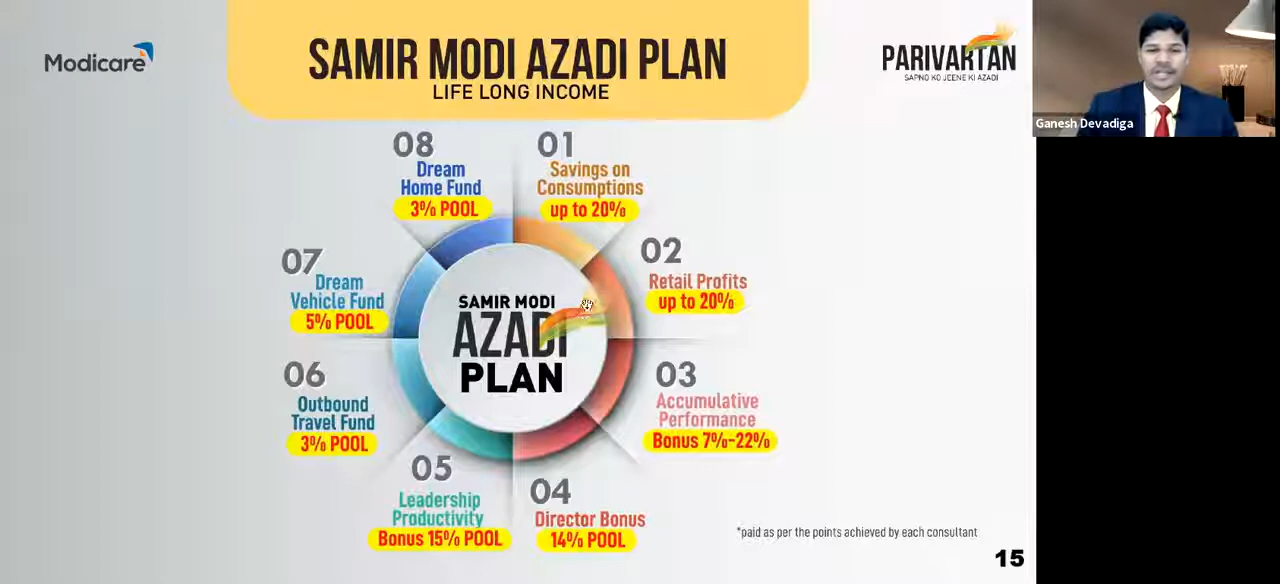 Modicare
SAMIR MODI AZADI PLAN
LIFE LONG INCOME
PARIVARTAN
SAPNO KO JEENE KI AZADI
Ganesh Devadiga
01
Savings on
Consumptions
up to 20%
02
Retail Profits
up to 20%
03
Accumulative
Performance
Bonus 7%-22%
04
Director Bonus
14% POOL
05
Leadership
Productivity
Bonus 15% POOL
06
Outbound
Travel Fund
3% POOL
07
Dream
Vehicle Fund
5% POOL
08
Dream
Home Fund
3% POOL
SAMIR MODI
AZADI
PLAN
*paid as per the points achieved by each consultant
15